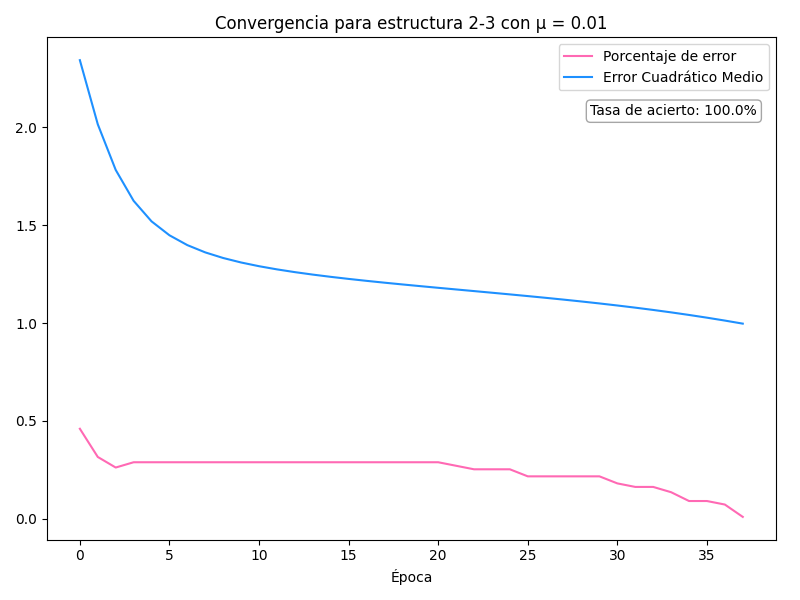 Convergencia para estructura 2-3 con μ = 0.01
Porcentaje de error
Error Cuadrático Medio
Tasa de acierto: 100.0%
2.0
1.5
1.0
0.5
0.0
0 5 10 15 20 25 30 35
Época